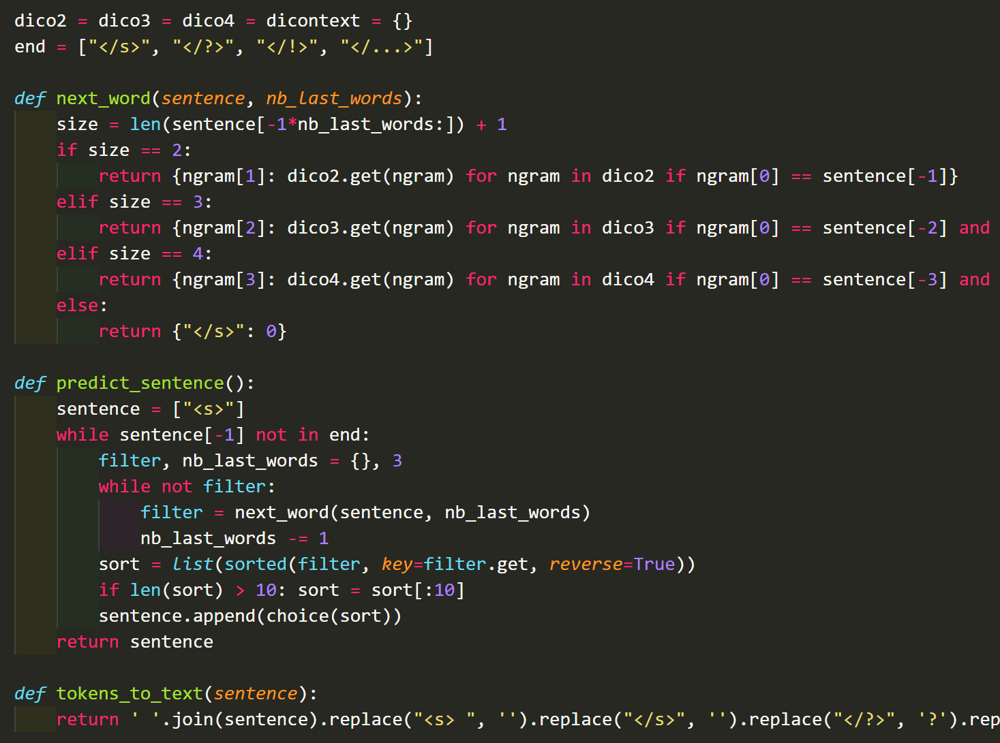 dico2 = dico3 = dico4 = dicontext = {}
end = ["</s>", "</?>", "</!>", "</...>"]

def next_word(sentence, nb_last_words):
    size = len(sentence[-1*nb_last_words:]) + 1
    if size == 2:
        return {ngram[1]: dico2.get(ngram) for ngram in dico2 if ngram[0] == sentence[-1]}
    elif size == 3:
        return {ngram[2]: dico3.get(ngram) for ngram in dico3 if ngram[0] == sentence[-2] and
    elif size == 4:
        return {ngram[3]: dico4.get(ngram) for ngram in dico4 if ngram[0] == sentence[-3] and
    else:
        return {"</s>": 0}

def predict_sentence():
    sentence = ["<s>"]
    while sentence[-1] not in end:
        filter, nb_last_words = {}, 3
        while not filter:
            filter = next_word(sentence, nb_last_words)
            nb_last_words -= 1
        sort = list(sorted(filter, key=filter.get, reverse=True))
        if len(sort) > 10: sort = sort[:10]
        sentence.append(choice(sort))
    return sentence

def tokens_to_text(sentence):
    return ' '.join(sentence).replace("<s> ", '').replace("</s>", '').replace("</?>", '?').rep